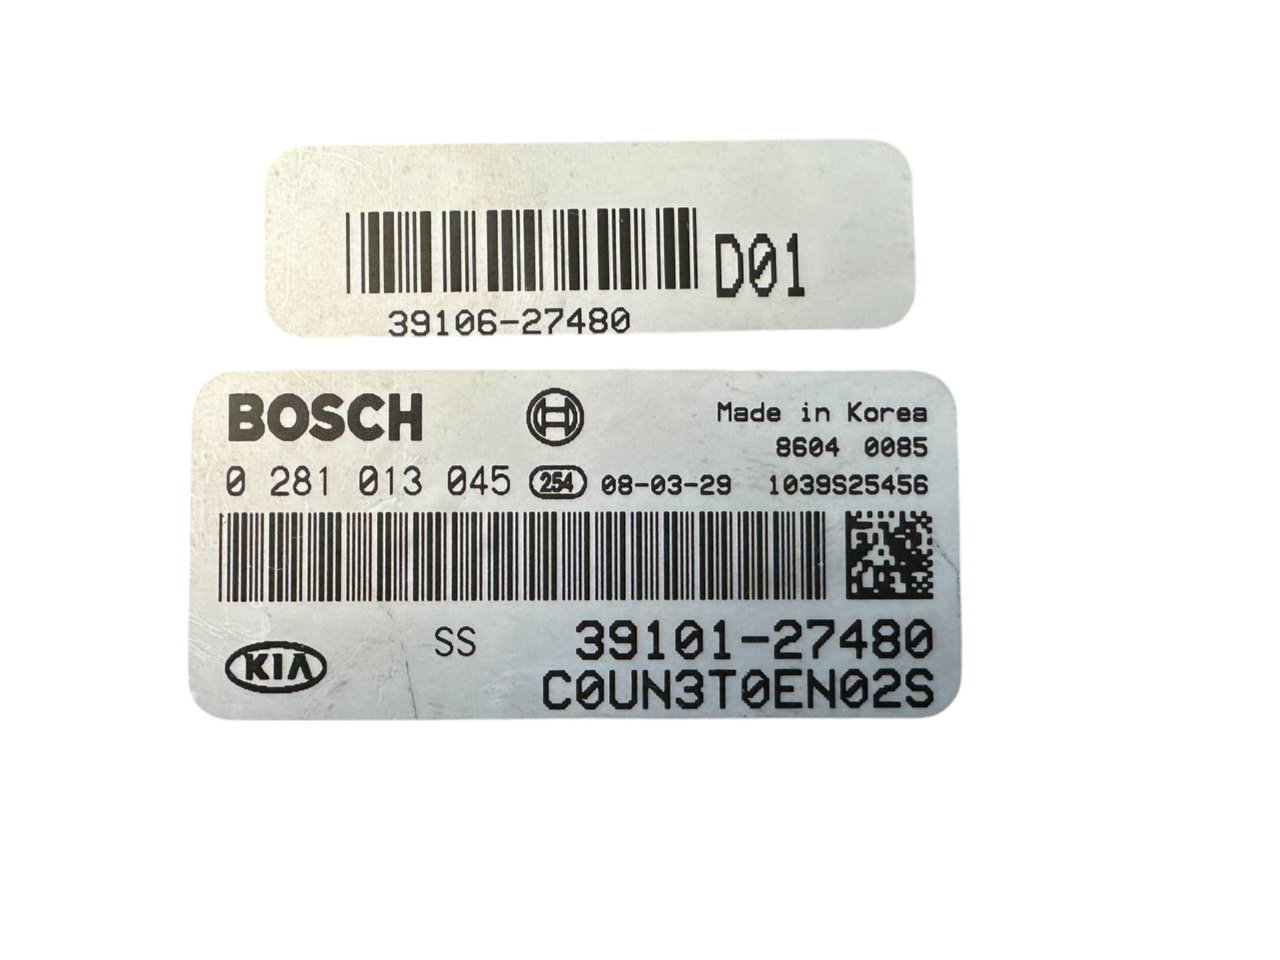 D01
39106-27480
BOSCH
Made in Korea
8604 0085
0 281 013 045 254 08-03-29 1039S25456
SS 39101-27480
KIA
C0UN3T0EN02S